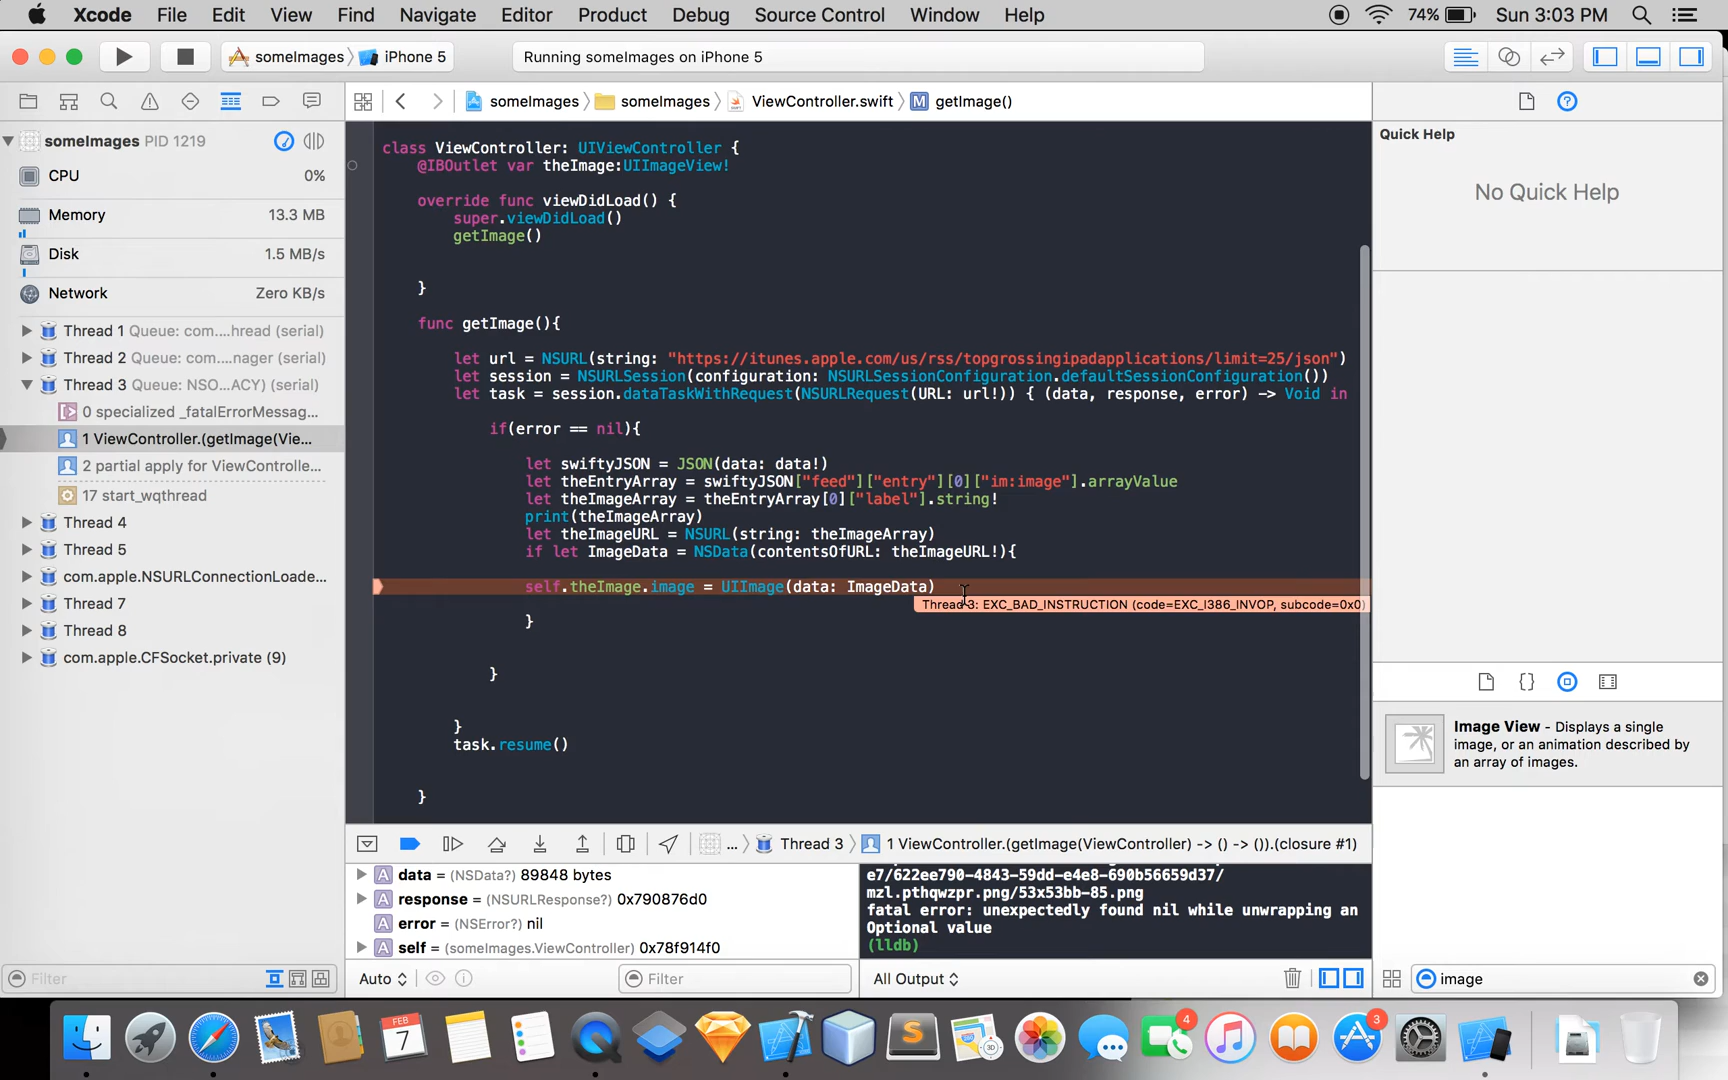 Xcode File Edit View Find Navigate Editor Product Debug Source Control Window Help 74% Sun 3:03 PM
someImages iPhone 5 Running someImages on iPhone 5
someImages someImages ViewController.swift M getImage()
someImages PID 1219
CPU 0%
Memory 13.3 MB
Disk 1.5 MB/s
Network Zero KB/s
Thread 1 Queue: com....hread (serial)
Thread 2 Queue: com....nager (serial)
Thread 3 Queue: NSO...ACY) (serial)
0 specialized _fatalErrorMessag...
1 ViewController.(getImage(Vie...
2 partial apply for ViewControlle...
17 start_wqthread
Thread 4
Thread 5
com.apple.NSURLConnectionLoade...
Thread 7
Thread 8
com.apple.CFSocket.private (9)
Filter
class ViewController: UIViewController {
@IBOutlet var theImage:UIImageView!
override func viewDidLoad() {
super.viewDidLoad()
getImage()
}
func getImage(){
let url = NSURL(string: "https://itunes.apple.com/us/rss/topgrossingipadapplications/limit=25/json")
let session = NSURLSession(configuration: NSURLSessionConfiguration.defaultSessionConfiguration())
let task = session.dataTaskWithRequest(NSURLRequest(URL: url!)) { (data, response, error) -> Void in
if(error == nil){
let swiftyJSON = JSON(data: data!)
let theEntryArray = swiftyJSON["feed"]["entry"][0]["im:image"].arrayValue
let theImageArray = theEntryArray[0]["label"].string!
print(theImageArray)
let theImageURL = NSURL(string: theImageArray)
if let ImageData = NSData(contentsOfURL: theImageURL!){
self.theImage.image = UIImage(data: ImageData)
Thread 3: EXC_BAD_INSTRUCTION (code=EXC_I386_INVOP, subcode=0x0)
}
}
}
task.resume()
}
... Thread 3 1 ViewController.(getImage(ViewController) -> () -> ()).(closure #1)
A data = (NSData?) 89848 bytes
A response = (NSURLResponse?) 0x790876d0
A error = (NSError?) nil
A self = (someImages.ViewController) 0x78f914f0
Auto Filter
e7/622ee790-4843-59dd-e4e8-690b56659d37/
mzl.pthqwzpr.png/53x53bb-85.png
fatal error: unexpectedly found nil while unwrapping an
Optional value
(lldb)
All Output
Quick Help
No Quick Help
Image View - Displays a single
image, or an animation described by
an array of images.
image
FEB
7
4
3